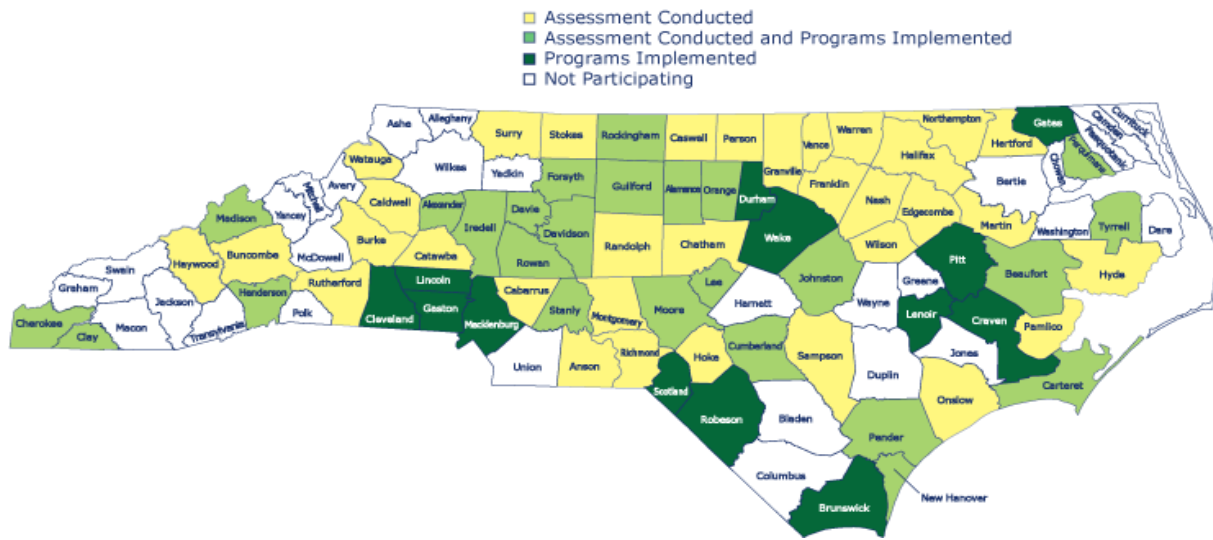 Assessment Conducted
Assessment Conducted and Programs Implemented
Programs Implemented
Not Participating
Ashe
Alleghany
Surry
Stokes
Rockingham
Caswell
Person
Granville
Vance
Warren
Northampton
Hertford
Gates
Currituck
Camden
Pasquotank
Perquimans
Chowan
Watauga
Wilkes
Yadkin
Forsyth
Guilford
Alamance
Orange
Durham
Franklin
Halifax
Bertie
Mitchell
Avery
Yancey
Caldwell
Alexander
Iredell
Davie
Davidson
Randolph
Chatham
Wake
Nash
Edgecombe
Martin
Washington
Tyrrell
Dare
Madison
Haywood
Buncombe
McDowell
Burke
Catawba
Rowan
Wilson
Johnston
Pitt
Beaufort
Hyde
Swain
Graham
Jackson
Henderson
Rutherford
Lincoln
Cabarrus
Lee
Greene
Cherokee
Clay
Macon
Transylvania
Polk
Cleveland
Gaston
Mecklenburg
Stanly
Montgomery
Moore
Harnett
Wayne
Lenoir
Craven
Pamlico
Union
Anson
Richmond
Hoke
Cumberland
Sampson
Duplin
Jones
Carteret
Scotland
Robeson
Bladen
Onslow
Pender
Columbus
New Hanover
Brunswick